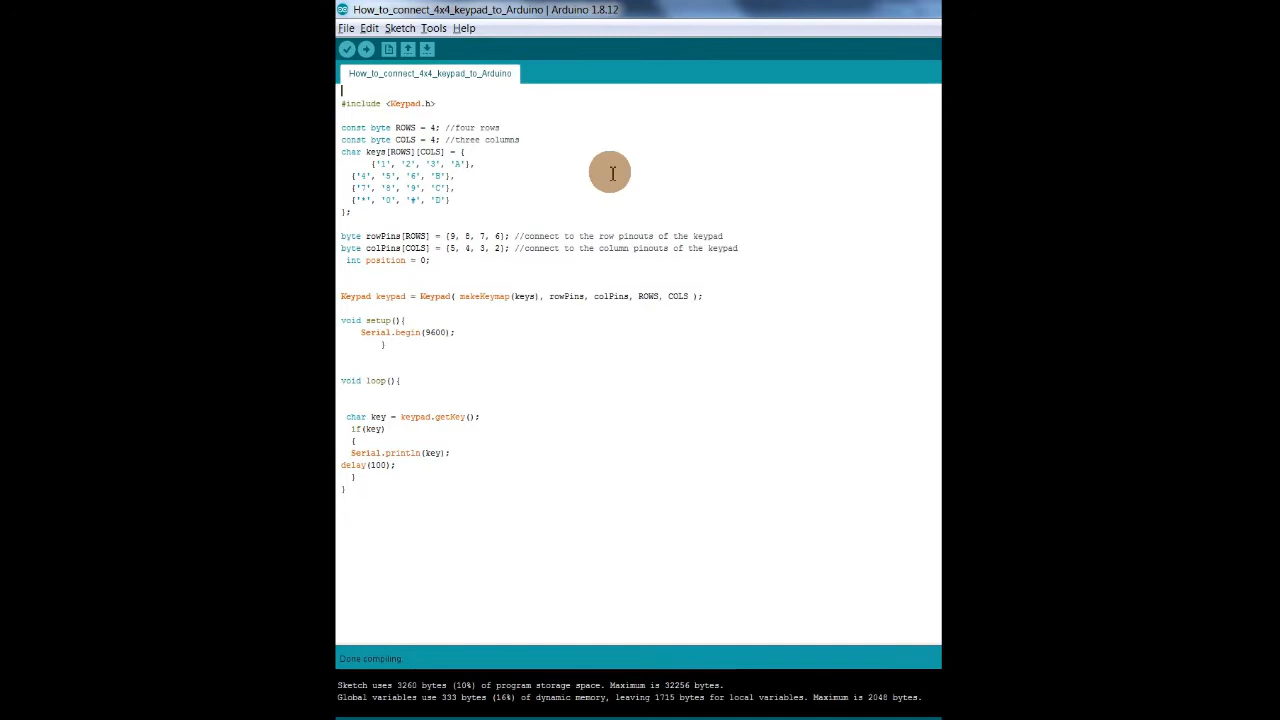 How_to_connect_4x4_keypad_to_Arduino | Arduino 1.8.12
File Edit Sketch Tools Help
How_to_connect_4x4_keypad_to_Arduino
#include <Keypad.h>
const byte ROWS = 4; //four rows
const byte COLS = 4; //three columns
char keys[ROWS][COLS] = {
{'1', '2', '3', 'A'},
{'4', '5', '6', 'B'},
{'7', '8', '9', 'C'},
{'*', '0', '#', 'D'}
};
byte rowPins[ROWS] = {9, 8, 7, 6}; //connect to the row pinouts of the keypad
byte colPins[COLS] = {5, 4, 3, 2}; //connect to the column pinouts of the keypad
int position = 0;
Keypad keypad = Keypad( makeKeymap(keys), rowPins, colPins, ROWS, COLS );
void setup(){
Serial.begin(9600);
}
void loop(){
char key = keypad.getKey();
if(key)
{
Serial.println(key);
delay(100);
}
}
Done compiling.
Sketch uses 3260 bytes (10%) of program storage space. Maximum is 32256 bytes.
Global variables use 333 bytes (16%) of dynamic memory, leaving 1715 bytes for local variables. Maximum is 2048 bytes.